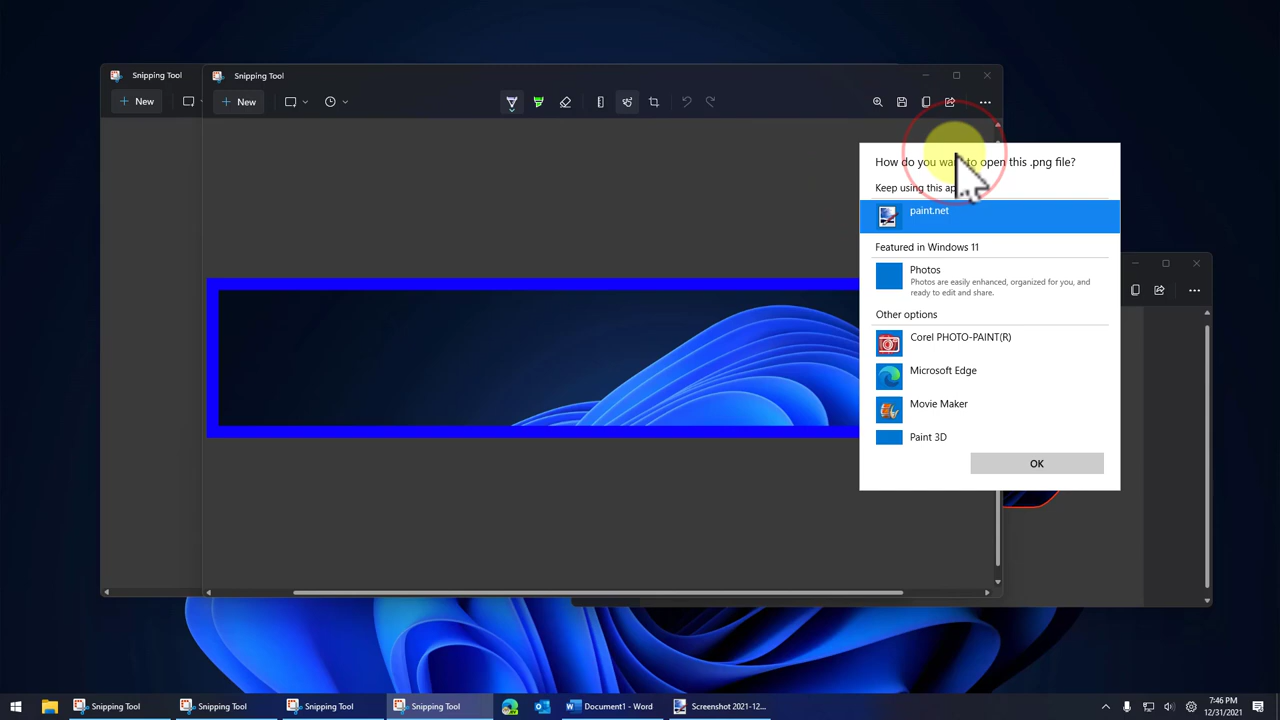 Snipping Tool
Snipping Tool
New
New
How do you want to open this .png file?
Keep using this ap
paint.net
Featured in Windows 11
Photos
Photos are easily enhanced, organized for you, and
ready to edit and share.
Other options
Corel PHOTO-PAINT(R)
Microsoft Edge
Movie Maker
Paint 3D
OK
Snipping Tool
Snipping Tool
Snipping Tool
Snipping Tool
Document1 - Word
Screenshot 2021-12...
7:46 PM
12/31/2021